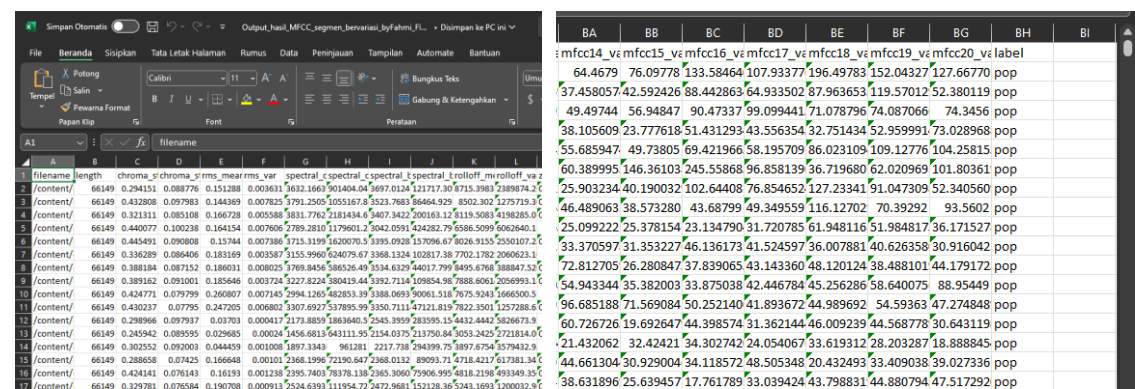 Simpan Otomatis Output_hasil_MFCC_segmen_bervariasi_byFahmi_Fl... • Disimpan ke PC ini
File Beranda Sisipkan Tata Letak Halaman Rumus Data Peninjauan Tampilan Automate Bantuan
Tempel
Potong
Salin
Pewarna Format
Calibri 11
B I U
Bungkus Teks
Gabung & Ketengahkan
Umu
$
Papan Klip Font Perataan
A1 fx filename
A B C D E F G H I J K L
1 filename length chroma_s chroma_s rms_mear rms_var spectral_c spectral_c spectral_b spectral_b rolloff_m rolloff_va z
2 /content/ 66149 0.294151 0.088776 0.151288 0.003631
3 /content/ 66149 0.432808 0.097983 0.144369 0.007825
4 /content/ 66149 0.321311 0.085108 0.166728 0.005588
5 /content/ 66149 0.440077 0.100238 0.164154 0.007606
6 /content/ 66149 0.445491 0.090808 0.15744 0.007386
7 /content/ 66149 0.336289 0.086406 0.183169 0.003587
8 /content/ 66149 0.388184 0.087152 0.186031 0.008025
9 /content/ 66149 0.389162 0.091001 0.185646 0.003724
10 /content/ 66149 0.424771 0.079799 0.260807 0.007145
11 /content/ 66149 0.430237 0.07795 0.247205 0.006802
12 /content/ 66149 0.298966 0.097937 0.03703 0.000417
13 /content/ 66149 0.245942 0.089595 0.029685 0.00024
14 /content/ 66149 0.302552 0.092003 0.044459 0.001008
15 /content/ 66149 0.288658 0.07425 0.166648 0.00101
16 /content/ 66149 0.424141 0.076143 0.16193 0.001238
17 /content/ 66149 0.329781 0.076584 0.190708 0.000913
BA BB BC BD BE BF BG BH BI
mfcc14_va mfcc15_va mfcc16_va mfcc17_va mfcc18_va mfcc19_va mfcc20_va label
64.4679 76.09778 133.58464 107.93377 196.49783 152.04327 127.66770 pop
37.458057 42.592426 88.442863 64.933502 87.963653 119.57012 52.380119 pop
49.49744 56.94847 90.47337 99.099441 71.078796 74.087066 74.3456 pop
38.105609 23.777618 51.431293 43.556354 32.751434 52.959991 73.028968 pop
55.685947 49.73805 69.421966 58.195709 86.023109 109.12776 104.25815 pop
60.389995 146.36103 245.55868 96.858139 36.719680 62.020969 101.80361 pop
25.903234 40.190032 102.64408 76.854652 127.23341 91.047309 52.340560 pop
46.489063 38.573280 43.68799 49.349559 116.12702 70.39292 93.5602 pop
25.099222 25.378154 23.134790 31.720785 61.948116 51.984817 36.171527 pop
33.370597 31.353227 46.136173 41.524597 36.007881 40.626358 30.916042 pop
72.812705 26.280847 37.839065 43.143360 48.120124 38.488101 44.179172 pop
54.943344 35.382003 33.875038 42.446784 45.256286 58.640075 88.95449 pop
96.685188 71.569084 50.252140 41.893672 44.989692 54.59363 47.274848 pop
60.726726 19.692647 44.398574 31.362144 46.009239 44.568778 30.643119 pop
21.432062 32.42421 34.302742 24.054067 33.619312 28.203287 18.888845 pop
44.661304 30.929004 34.118572 48.505348 20.432493 33.409038 39.027336 pop
38.631896 25.639457 17.761789 33.039424 43.798831 44.880794 47.517292 pop